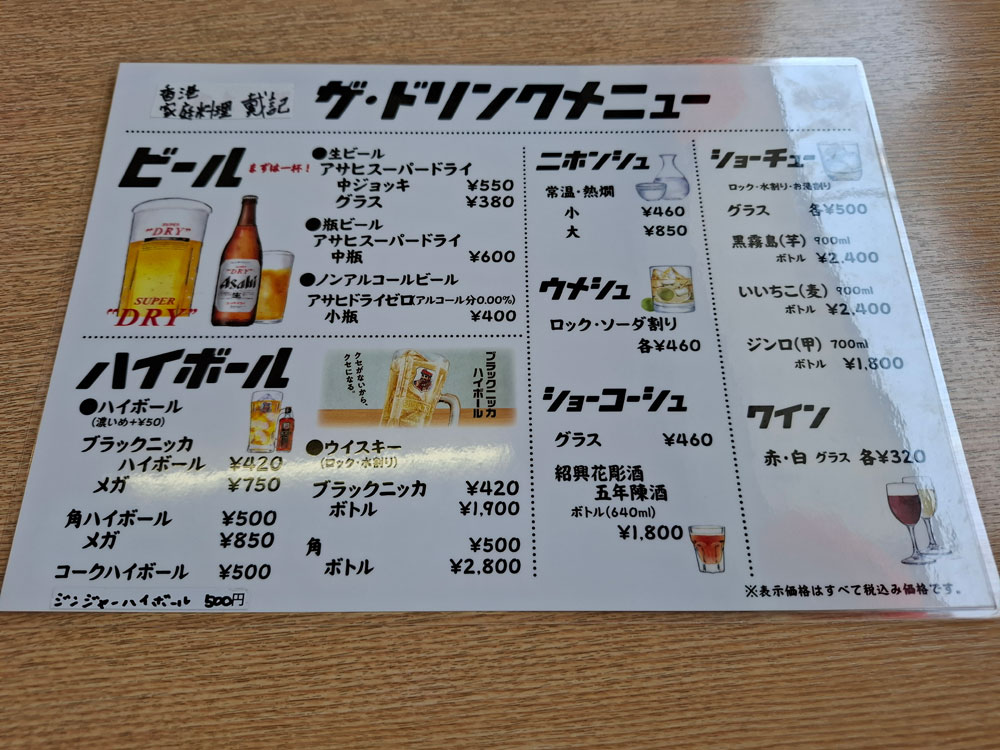 香港
家庭料理 戴記
ザ・ドリンクメニュー
ビール まずは一杯!
●生ビール
アサヒスーパードライ
中ジョッキ ¥550
グラス ¥380
●瓶ビール
アサヒスーパードライ
中瓶 ¥600
●ノンアルコールビール
アサヒドライゼロ(アルコール分0.00%)
小瓶 ¥400
"DRY"
SUPER
"DRY"
"DRY"
Asahi
生
ハイボール
●ハイボール
(濃いめ+¥50)
ブラックニッカ
ハイボール ¥420
メガ ¥750
角ハイボール ¥500
メガ ¥850
コークハイボール ¥500
ジンジャーハイボール 500円
クセがないから、
クセになる。
ブラックニッカ
ハイボール
●ウイスキー
(ロック・水割り)
ブラックニッカ ¥420
ボトル ¥1,900
角 ¥500
ボトル ¥2,800
ニホンシュ
常温・熱燗
小 ¥460
大 ¥850
ウメシュ
ロック・ソーダ割り
各¥460
ショーコーシュ
グラス ¥460
紹興花彫酒
五年陳酒
ボトル(640ml)
¥1,800
ショーチュー
ロック・水割り・お湯割り
グラス 各¥500
黒霧島(芋) 900ml
ボトル ¥2,400
いいちこ(麦) 900ml
ボトル ¥2,400
ジンロ(甲) 700ml
ボトル ¥1,800
ワイン
赤・白 グラス 各¥320
※表示価格はすべて税込み価格です。